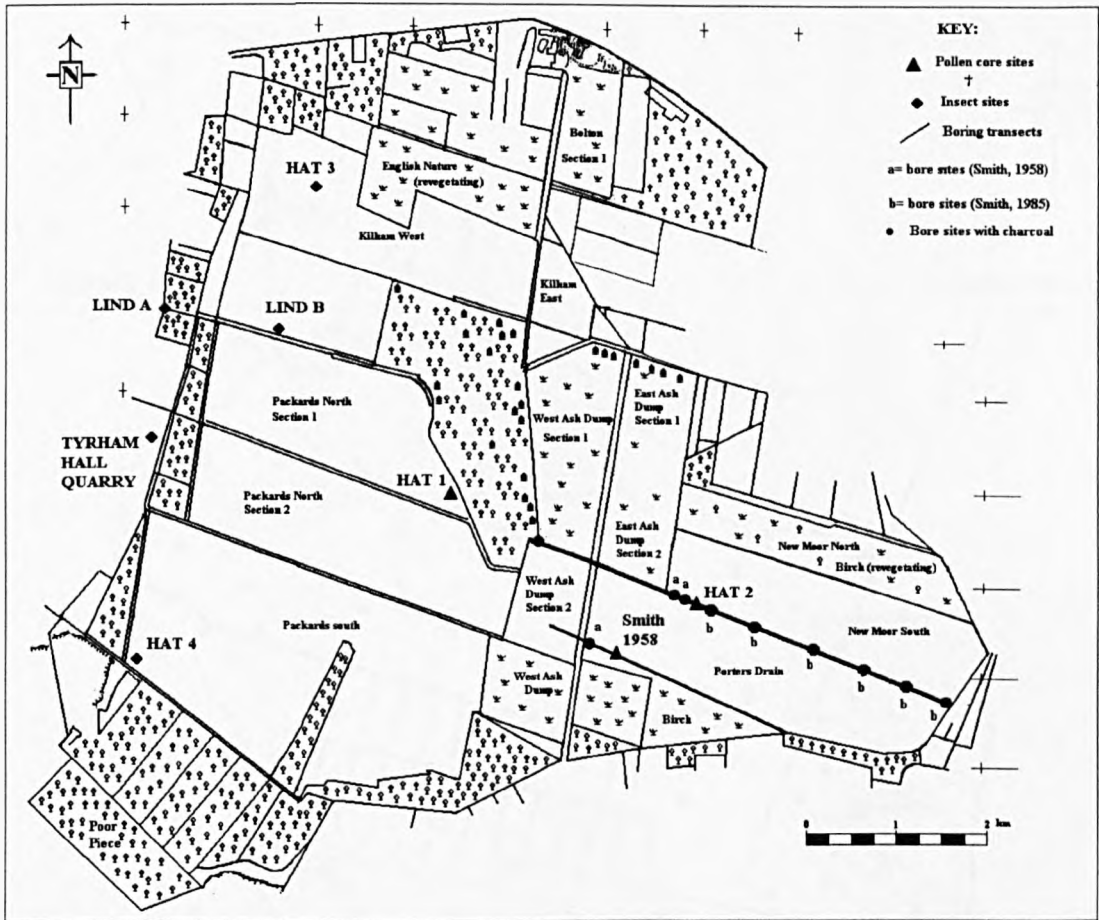 KEY:
Pollen core sites
Insect sites
Boring transects
a= bore sites (Smith, 1958)
b= bore sites (Smith, 1985)
Bore sites with charcoal
N
Bolton
Section 1
HAT 3
English Nature
(revegetating)
Kilham West
Kilham
East
LIND A
LIND B
Packards North
Section 1
West Ash Dump
Section 1
East Ash
Dump
Section 1
TYRHAM
HALL
QUARRY
HAT 1
Packards North
Section 2
East Ash
Dump
Section 2
New Moor North
Birch (revegetating)
West Ash
Dump
Section 2
a
a
HAT 2
Smith
1958
a
b
b
b
b
b
b
New Moor South
Packards south
Porters Drain
HAT 4
West Ash
Dump
Birch
Poor
Piece
0
1
2 km